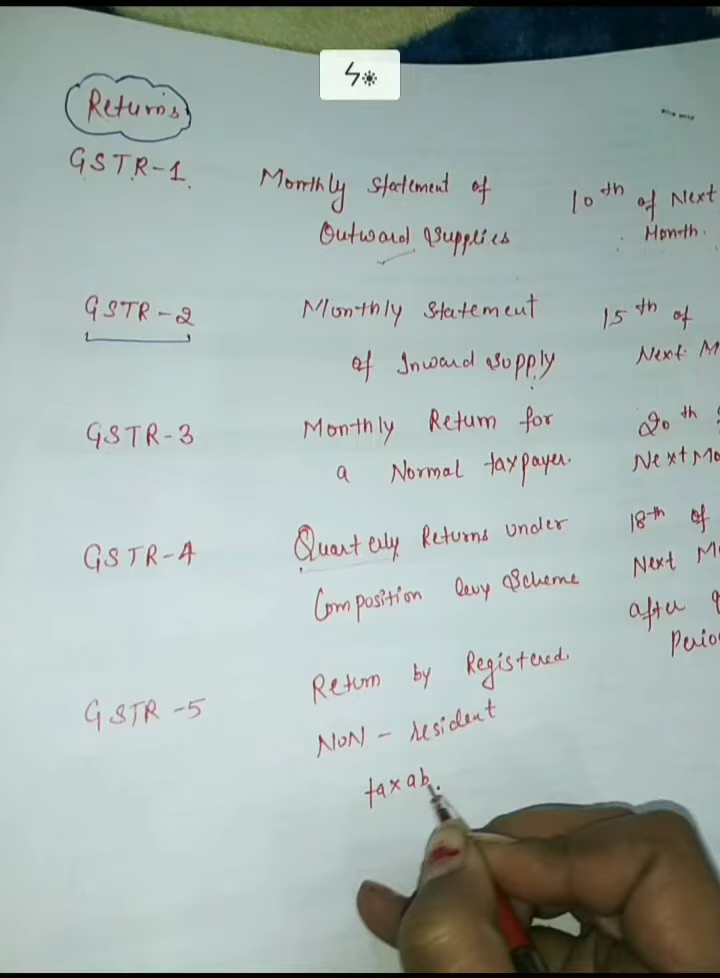 Returns
GSTR-1. Monthly Statement of 10th of Next
Outward Supplies Month.
GSTR-2 Monthly Statement 15th of
of Inward Supply Next M
GSTR-3 Monthly Return for 20th
a Normal taxpayer. Next Mo
GSTR-4 Quarterly Returns under 18th of
Composition levy Scheme Next M
after
Perio
GSTR-5 Return by Registered.
NON-resident
taxab